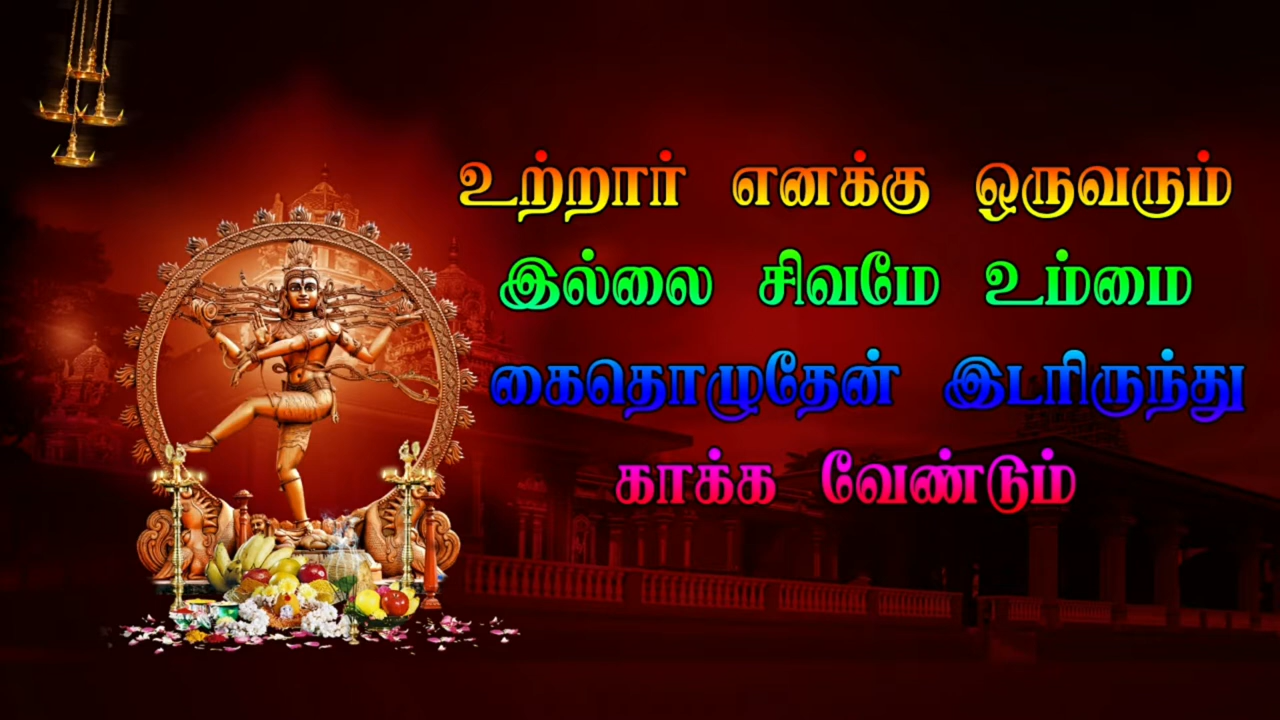 உற்றார் எனக்கு ஒருவரும்
இல்லை சிவமே உம்மை
கைதொழுதேன் இடரிருந்து
காக்க வேண்டும்